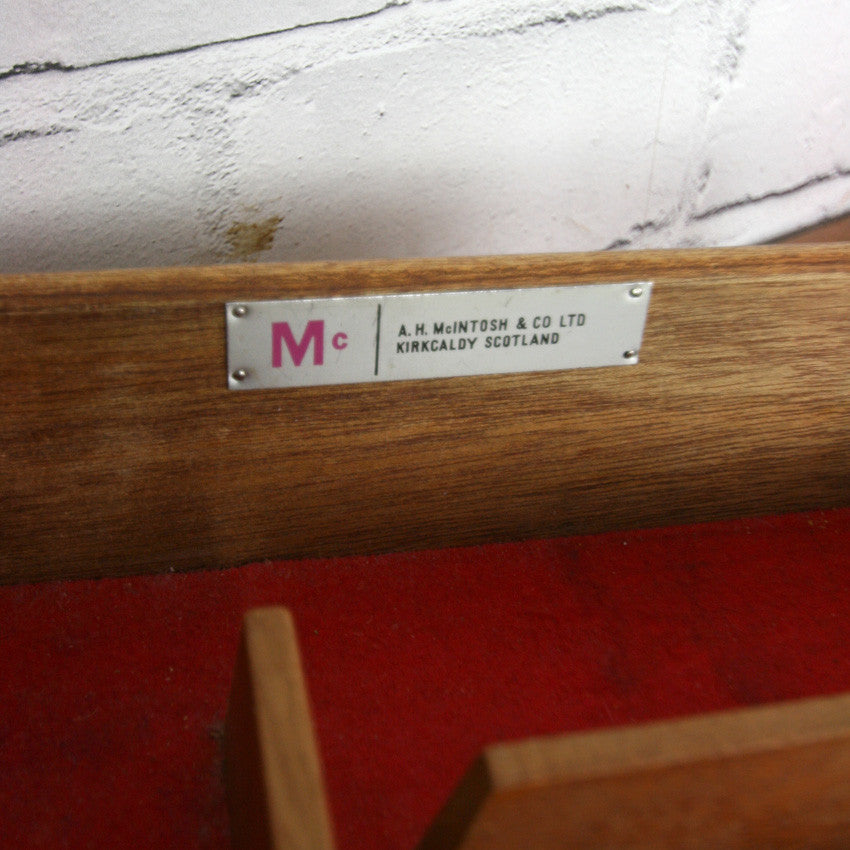 Mc
A. H. McINTOSH & CO LTD
KIRKCALDY SCOTLAND